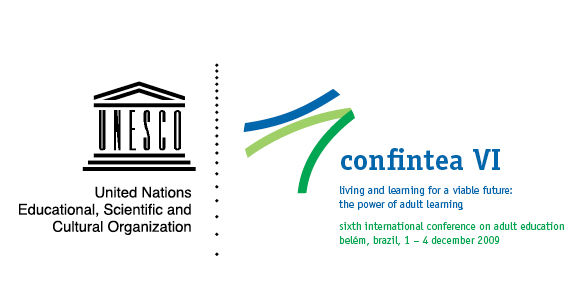 UNESCO
United Nations
Educational, Scientific and
Cultural Organization
confintea VI
living and learning for a viable future:
the power of adult learning
sixth international conference on adult education
belém, brazil, 1 – 4 december 2009